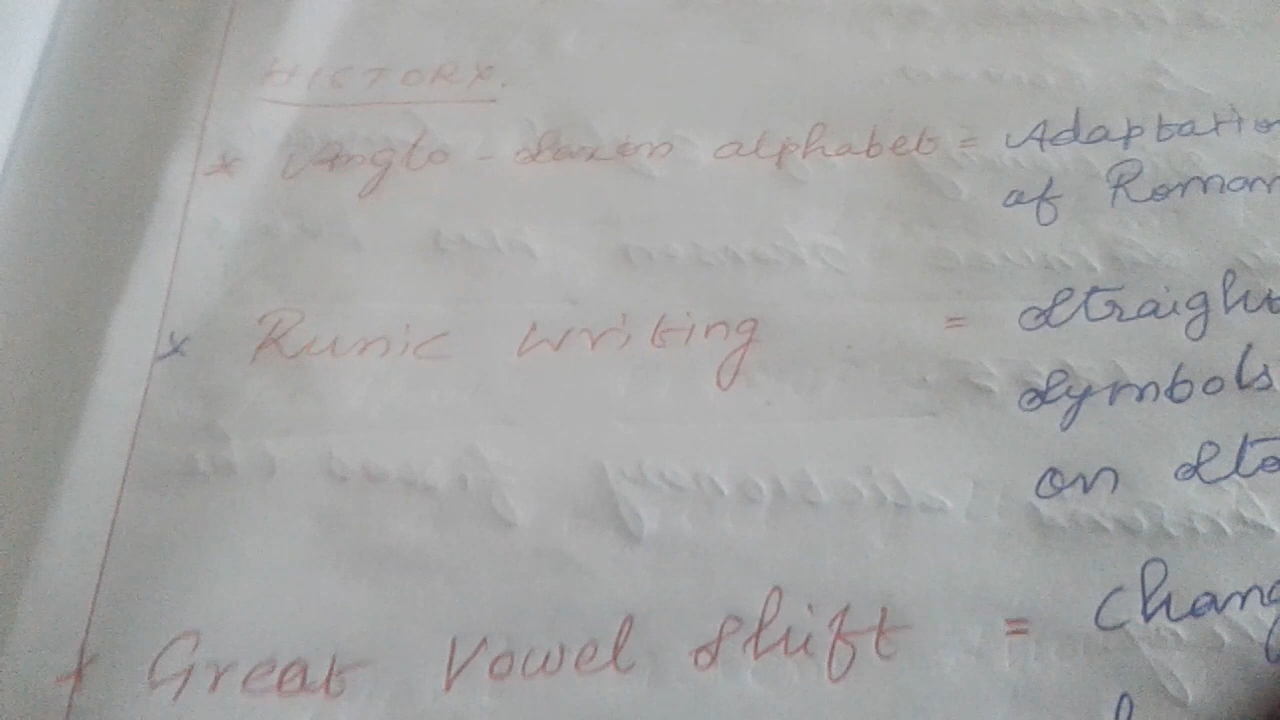 HISTORY.
* Anglo - Saxon alphabet = Adaptation
of Roman
* Runic writing = Straight
Symbols
on Sto
* Great Vowel Shift = Chang